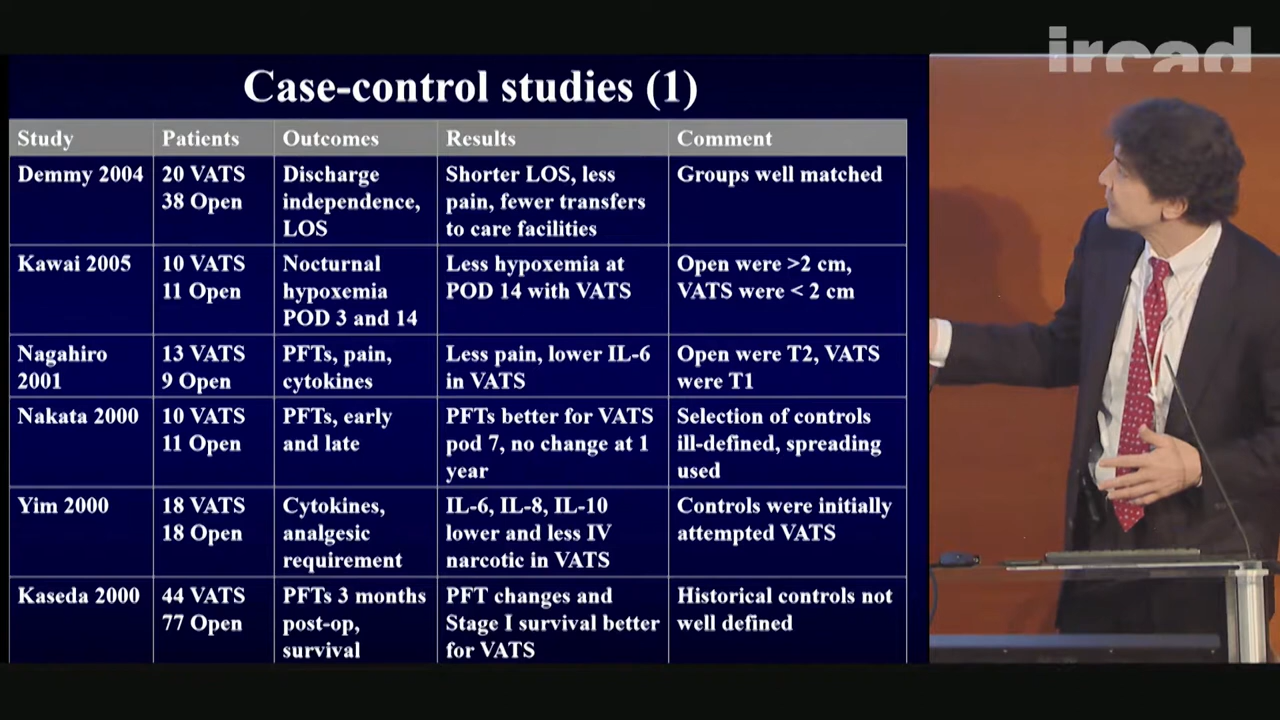 ircad
Case-control studies (1)
Study Patients Outcomes Results Comment
Demmy 2004 20 VATS Discharge Shorter LOS, less Groups well matched
38 Open independence, pain, fewer transfers
LOS to care facilities
Kawai 2005 10 VATS Nocturnal Less hypoxemia at Open were >2 cm,
11 Open hypoxemia POD 14 with VATS VATS were < 2 cm
POD 3 and 14
Nagahiro 13 VATS PFTs, pain, Less pain, lower IL-6 Open were T2, VATS
2001 9 Open cytokines in VATS were T1
Nakata 2000 10 VATS PFTs, early PFTs better for VATS Selection of controls
11 Open and late pod 7, no change at 1 ill-defined, spreading
year used
Yim 2000 18 VATS Cytokines, IL-6, IL-8, IL-10 Controls were initially
18 Open analgesic lower and less IV attempted VATS
requirement narcotic in VATS
Kaseda 2000 44 VATS PFTs 3 months PFT changes and Historical controls not
77 Open post-op, Stage I survival better well defined
survival for VATS